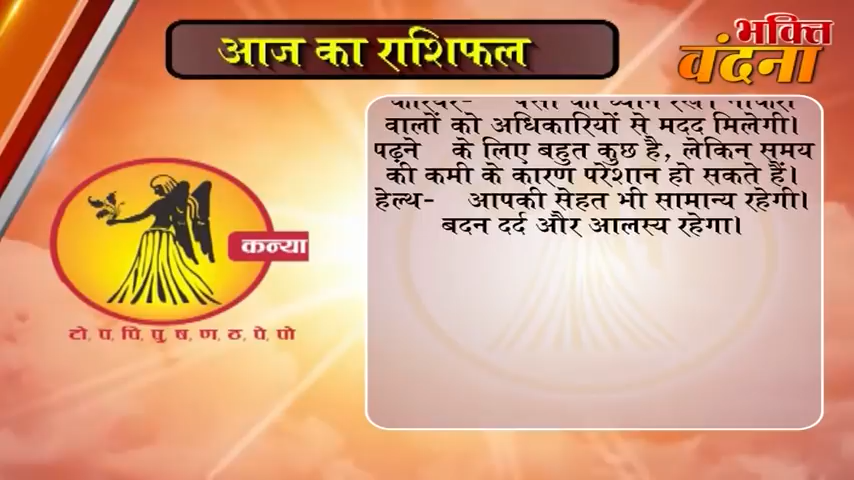 आज का राशिफल
भक्ति
वंदना
वालों को अधिकारियों से मदद मिलेगी।
पढ़ने के लिए बहुत कुछ है, लेकिन समय
की कमी के कारण परेशान हो सकते हैं।
हेल्थ- आपकी सेहत भी सामान्य रहेगी।
बदन दर्द और आलस्य रहेगा।
कन्या
टो, प, पि, पु, ष, ण, ठ, पे, पो